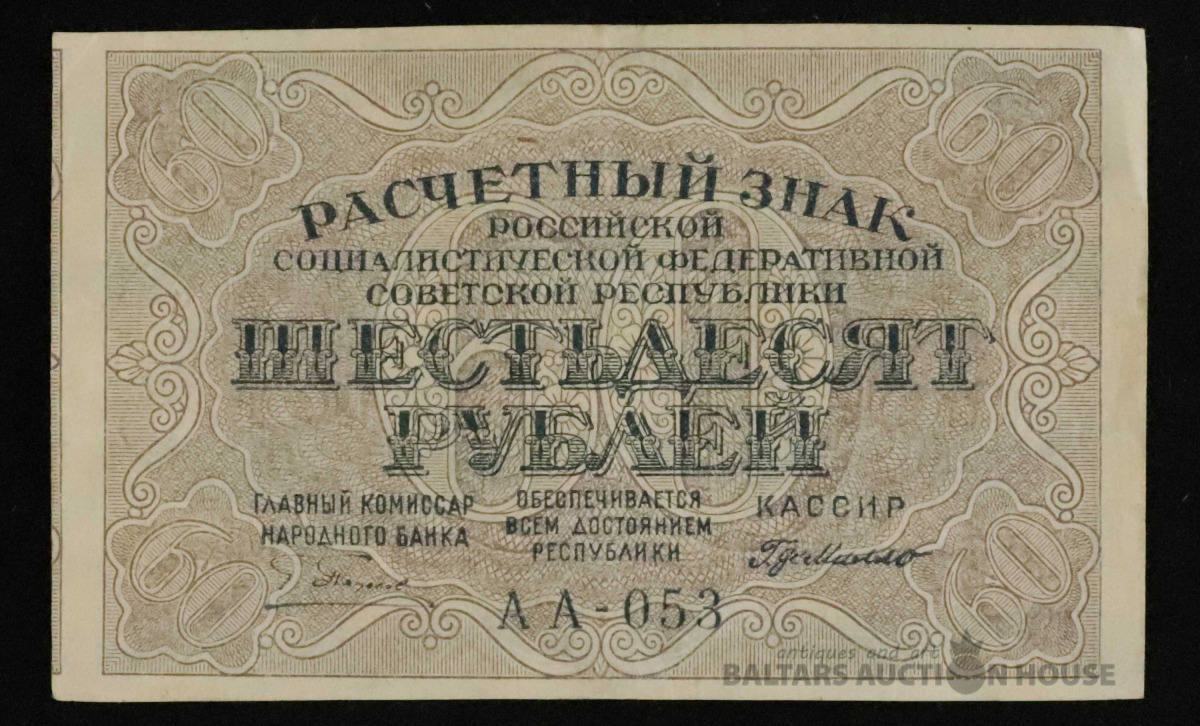 60 60
РАСЧЕТНЫЙ ЗНАК
РОССИЙСКОЙ
СОЦИАЛИСТИЧЕСКОЙ ФЕДЕРАТИВНОЙ
СОВЕТСКОЙ РЕСПУБЛИКИ
60
ШЕСТЬДЕСЯТ
РУБЛЕЙ
ГЛАВНЫЙ КОМИССАР
НАРОДНОГО БАНКА
ОБЕСПЕЧИВАЕТСЯ
ВСЕМ ДОСТОЯНИЕМ
РЕСПУБЛИКИ
КАССИР
60 60
АА-053
antiques and art
BALTARS AUCTION HOUSE